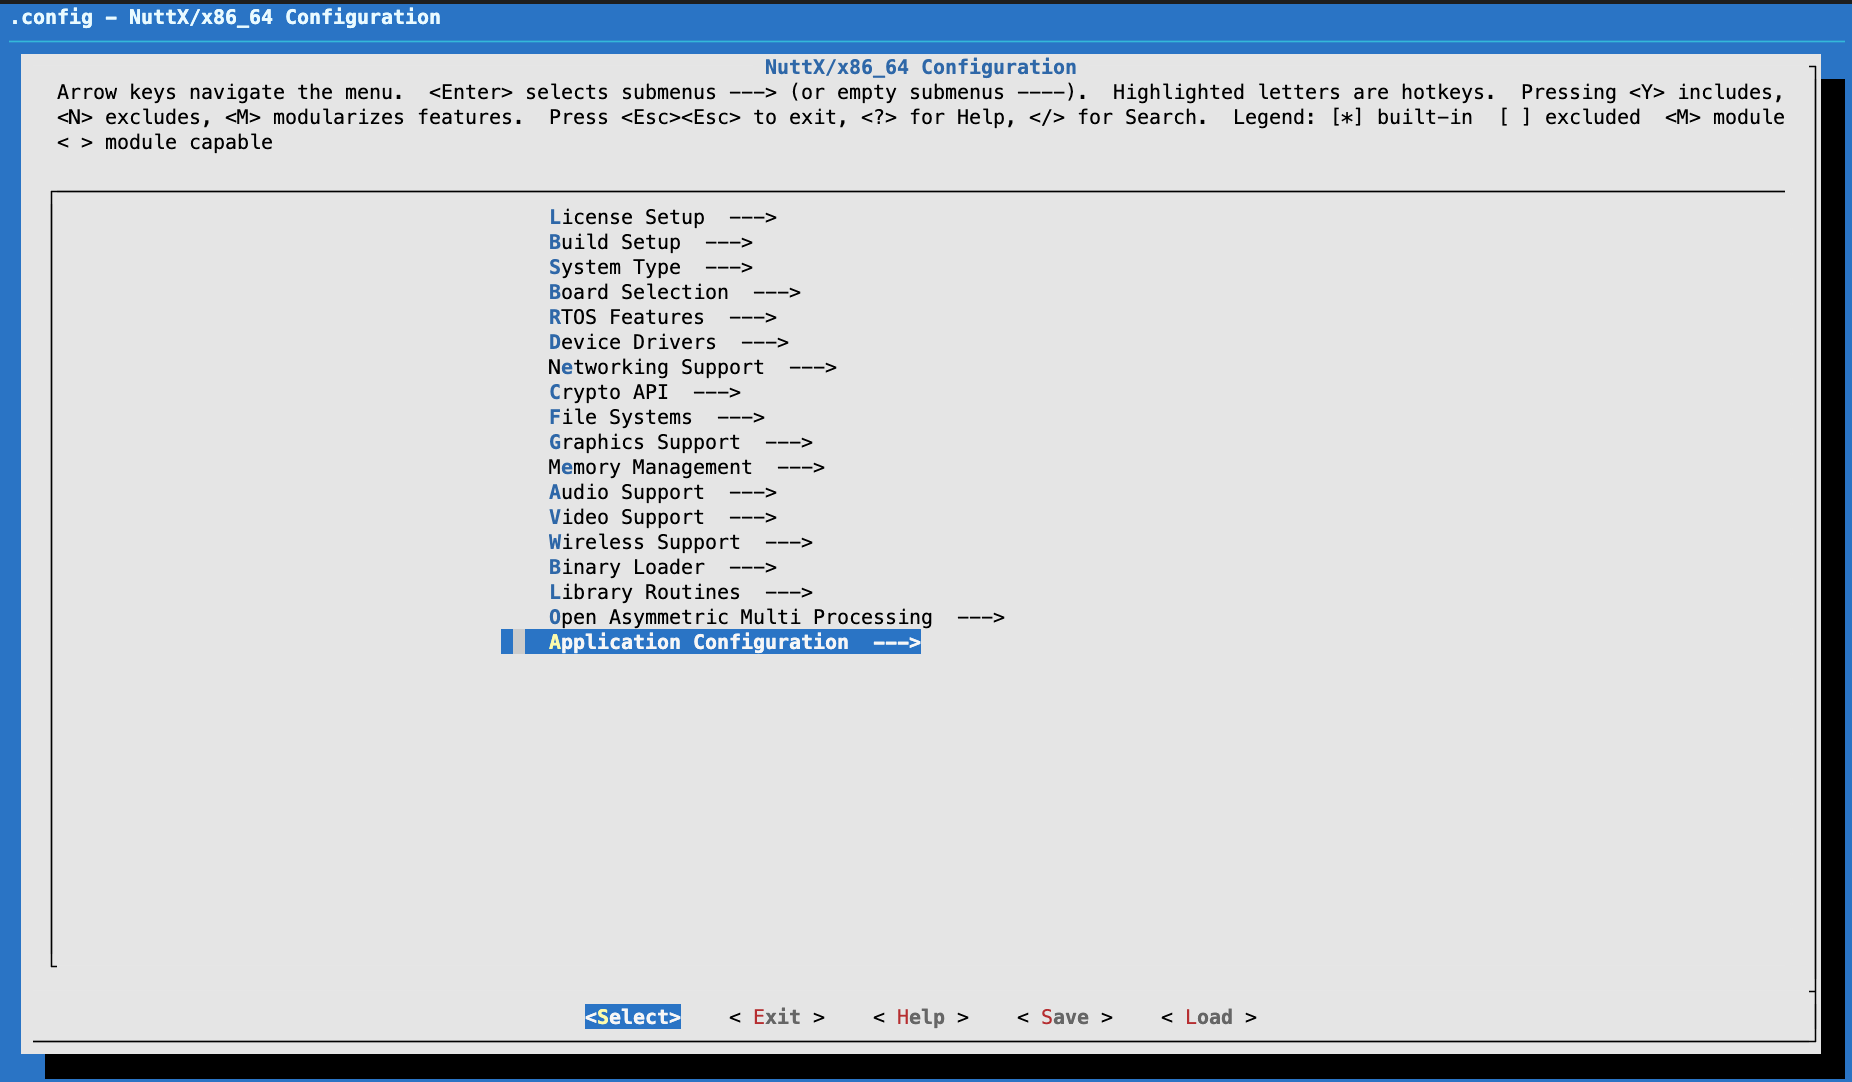 .config - NuttX/x86_64 Configuration
NuttX/x86_64 Configuration
Arrow keys navigate the menu.  <Enter> selects submenus ---> (or empty submenus ----).  Highlighted letters are hotkeys.  Pressing <Y> includes,
<N> excludes, <M> modularizes features.  Press <Esc><Esc> to exit, <?> for Help, </> for Search.  Legend: [*] built-in  [ ] excluded  <M> module
< > module capable
License Setup  --->
Build Setup  --->
System Type  --->
Board Selection  --->
RTOS Features  --->
Device Drivers  --->
Networking Support  --->
Crypto API  --->
File Systems  --->
Graphics Support  --->
Memory Management  --->
Audio Support  --->
Video Support  --->
Wireless Support  --->
Binary Loader  --->
Library Routines  --->
Open Asymmetric Multi Processing  --->
Application Configuration  --->
<Select>    < Exit >    < Help >    < Save >    < Load >